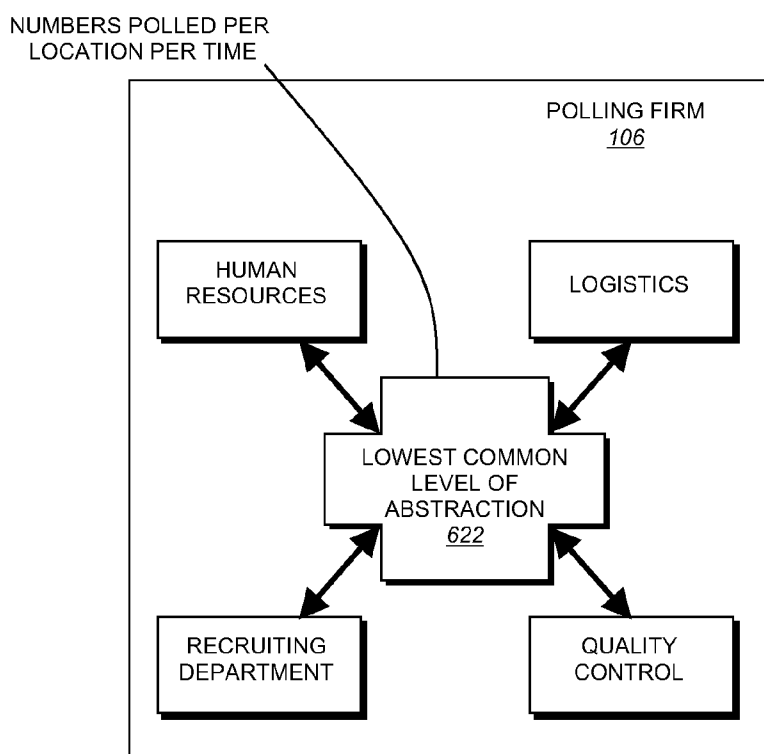 NUMBERS POLLED PER
LOCATION PER TIME
POLLING FIRM
106
HUMAN
RESOURCES
LOGISTICS
LOWEST COMMON
LEVEL OF
ABSTRACTION
622
RECRUITING
DEPARTMENT
QUALITY
CONTROL